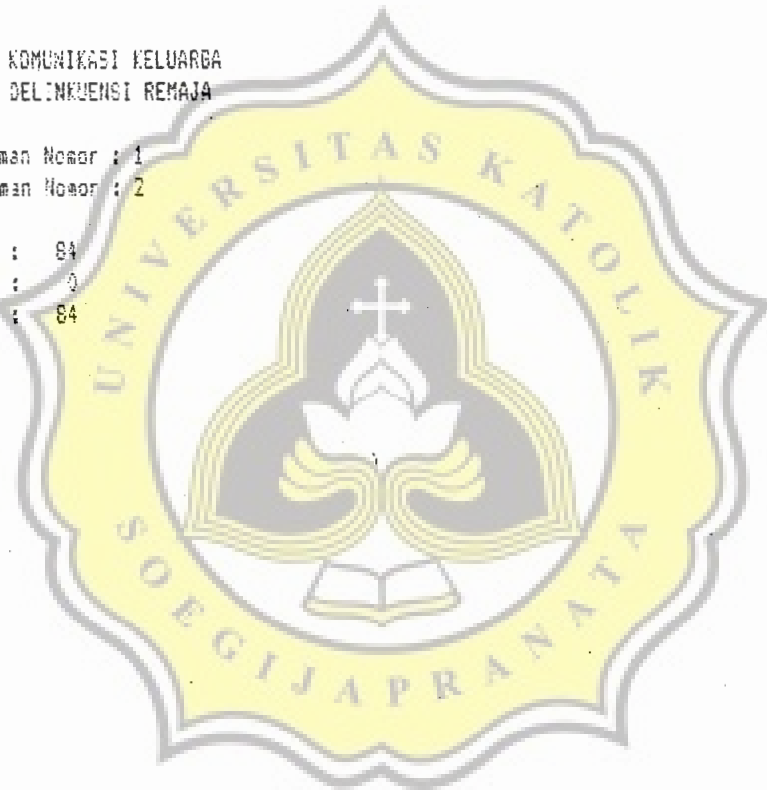 KOMUNIKASI KELUARGA
DELINKUENSI REMAJA
man Nomor : 1
man Nomor : 2
: 84
: 0
: 84
UNIVERSITAS KATOLIK
SOEGIJAPRANATA